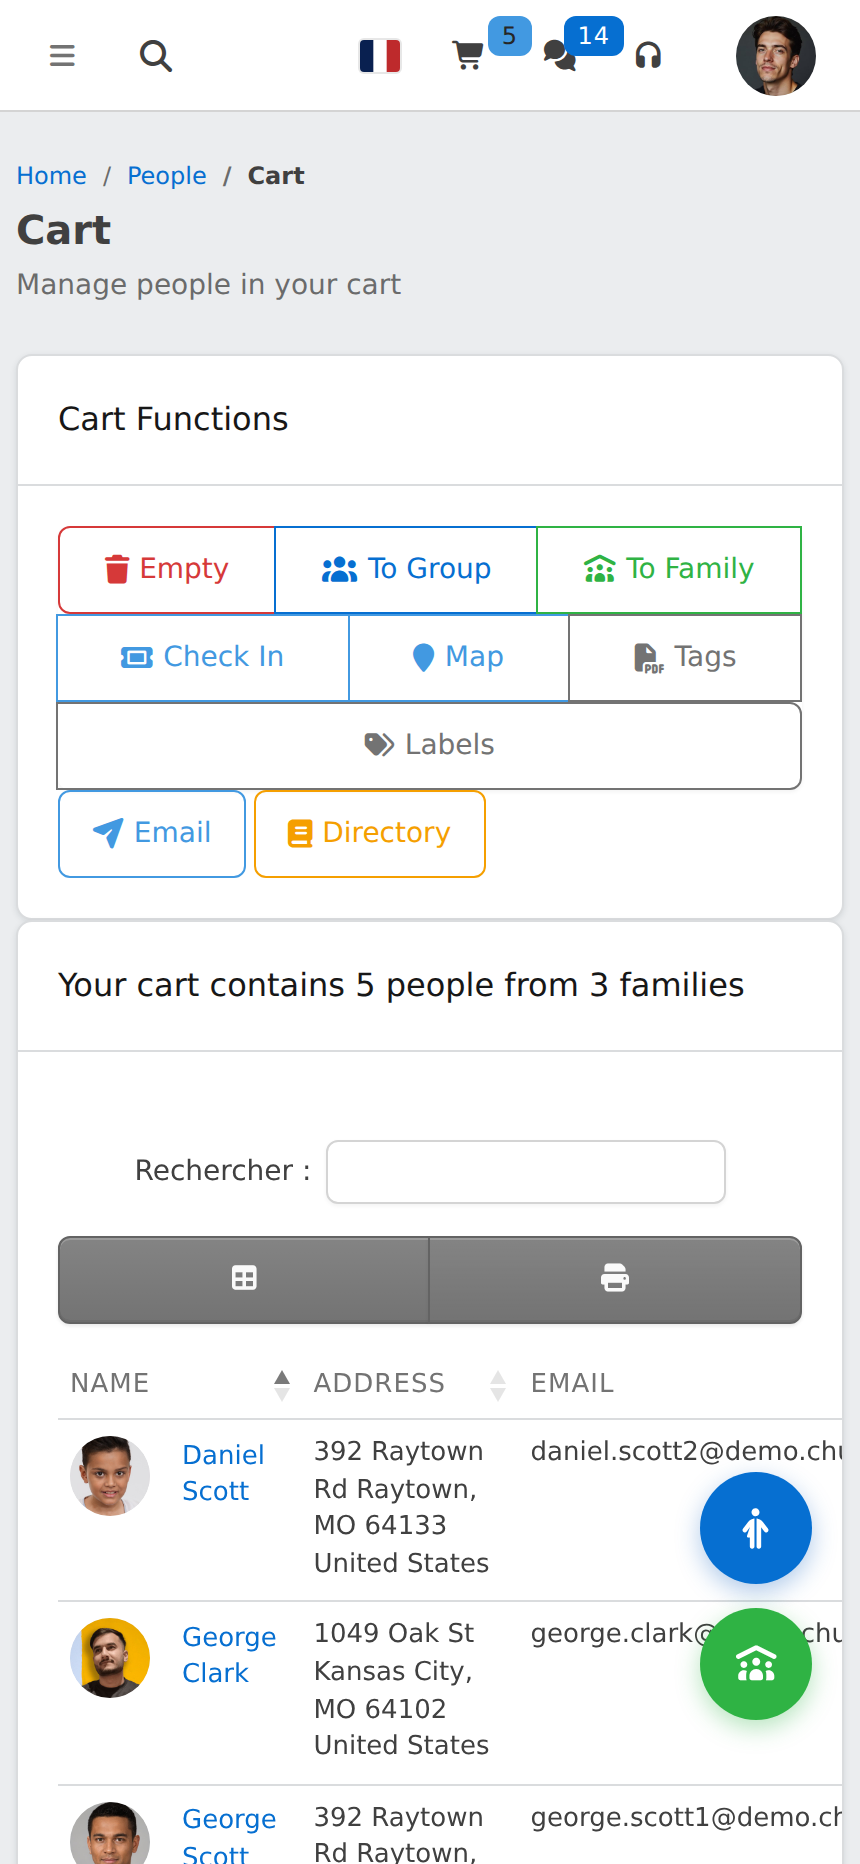 5
14
Home / People / Cart
Cart
Manage people in your cart
Cart Functions
Empty
To Group
To Family
Check In
Map
PDF
Tags
Labels
Email
Directory
Your cart contains 5 people from 3 families
Rechercher :
NAME
ADDRESS
EMAIL
Daniel
Scott
392 Raytown
Rd Raytown,
MO 64133
United States
daniel.scott2@demo.chu
George
Clark
1049 Oak St
Kansas City,
MO 64102
United States
george.clark@
chu
George
Scott
392 Raytown
Rd Raytown,
george.scott1@demo.ch